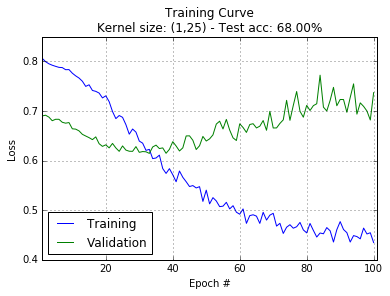 Training Curve
Kernel size: (1,25) - Test acc: 68.00%
0.8
0.7
0.6
0.5
0.4
Loss
Training
Validation
20
40
60
80
100
Epoch #